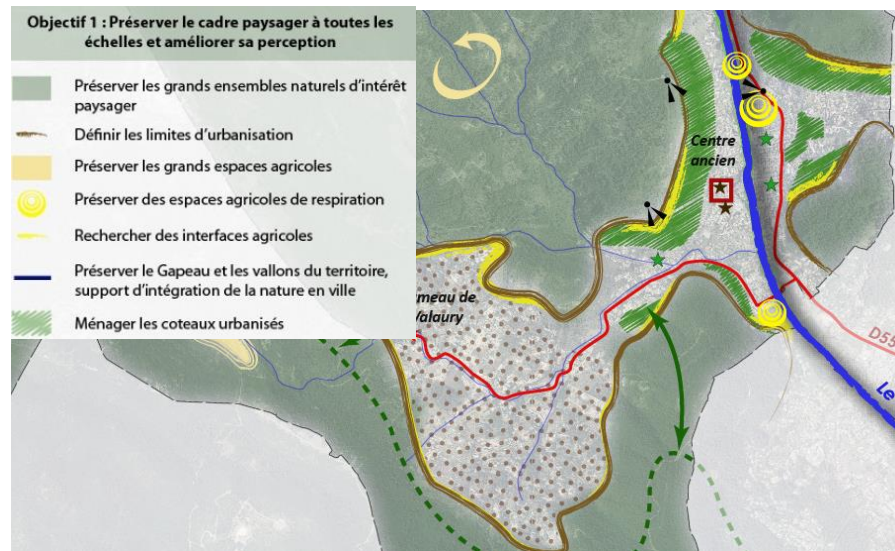 Objectif 1 : Préserver le cadre paysager à toutes les
échelles et améliorer sa perception
Préserver les grands ensembles naturels d'intérêt
paysager
Définir les limites d'urbanisation
Préserver les grands espaces agricoles
Préserver des espaces agricoles de respiration
Rechercher des interfaces agricoles
Préserver le Gapeau et les vallons du territoire,
support d'intégration de la nature en ville
Ménager les coteaux urbanisés
Centre
ancien
meau de
Valaury
D55
Le